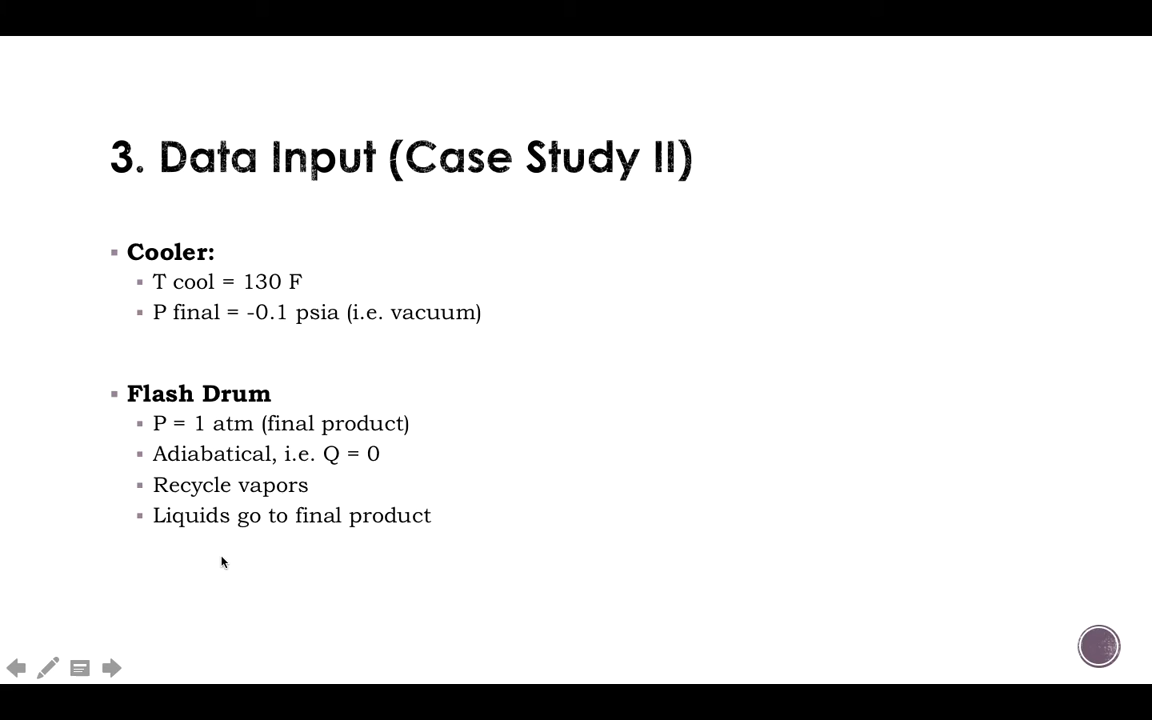 3. Data Input (Case Study II)
Cooler:
T cool = 130 F
P final = -0.1 psia (i.e. vacuum)
Flash Drum
P = 1 atm (final product)
Adiabatical, i.e. Q = 0
Recycle vapors
Liquids go to final product